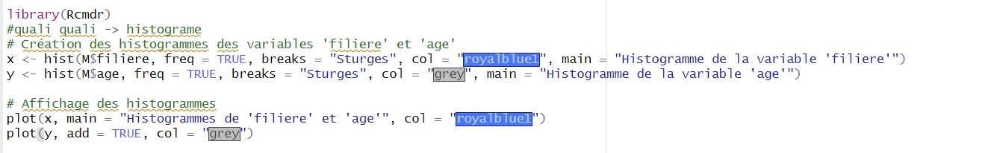 library(Rcmdr)
#quali quali -> histograme
# Création des histogrammes des variables 'filiere' et 'age'
x <- hist(M$filiere, freq = TRUE, breaks = "Sturges", col = "royalblue1", main = "Histogramme de la variable 'filiere'")
y <- hist(M$age, freq = TRUE, breaks = "Sturges", col = "grey", main = "Histogramme de la variable 'age'")
# Affichage des histogrammes
plot(x, main = "Histogrammes de 'filiere' et 'age'", col = "royalblue1")
plot(y, add = TRUE, col = "grey")